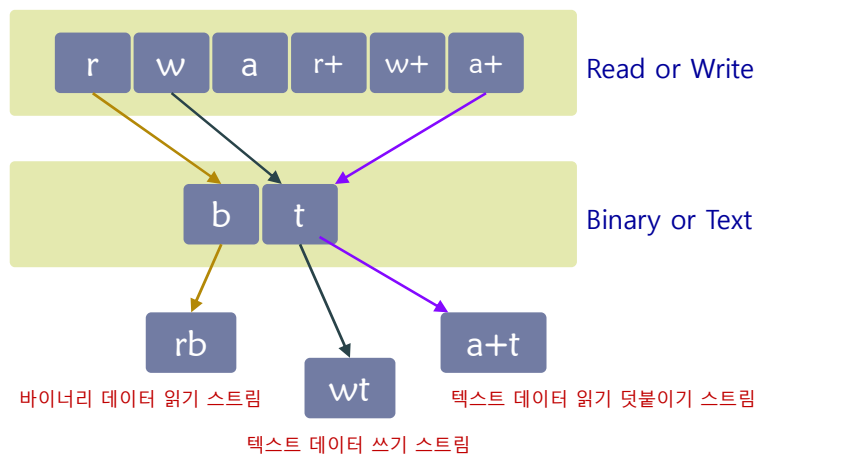 r w a r+ w+ a+ Read or Write
b t Binary or Text
rb
a+t
wt
바이너리 데이터 읽기 스트림
텍스트 데이터 읽기 덧붙이기 스트림
텍스트 데이터 쓰기 스트림